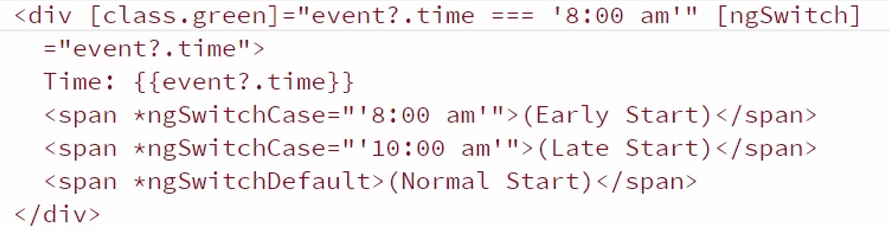 <div [class.green]="event?.time === '8:00 am'" [ngSwitch]
="event?.time">
Time: {{event?.time}}
<span *ngSwitchCase="'8:00 am'">(Early Start)</span>
<span *ngSwitchCase="'10:00 am'">(Late Start)</span>
<span *ngSwitchDefault>(Normal Start)</span>
</div>